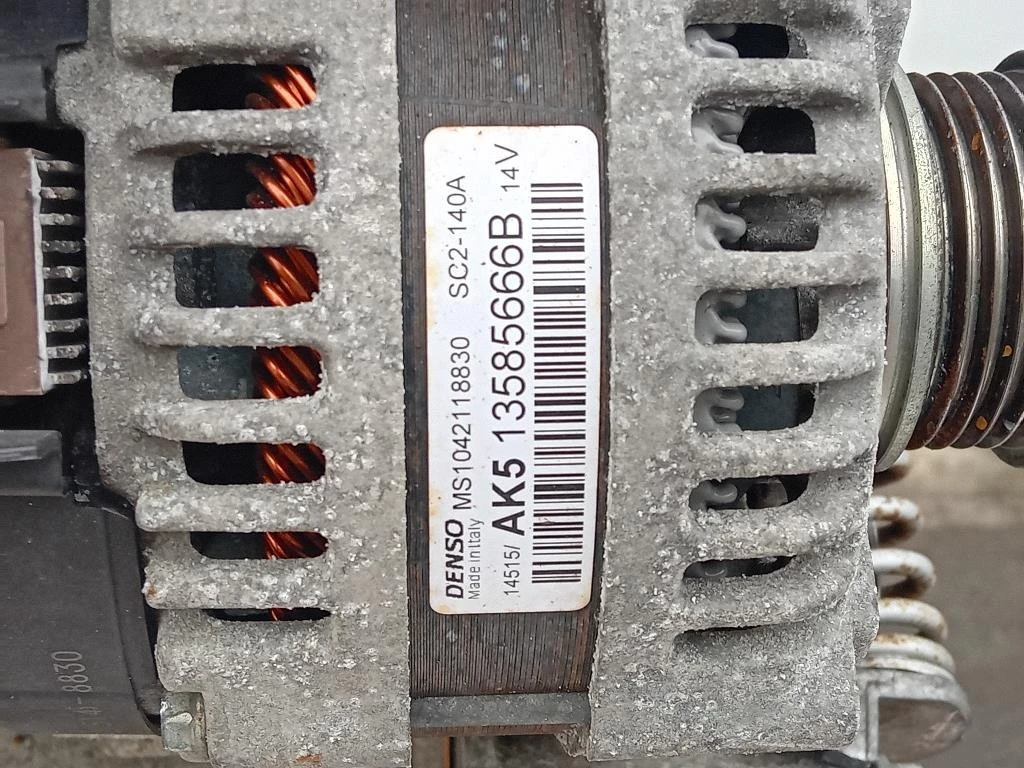 DENSO MS1042118830 SC2-140A
Made in Italy
14515/ AK5 13585666B 14V
8830